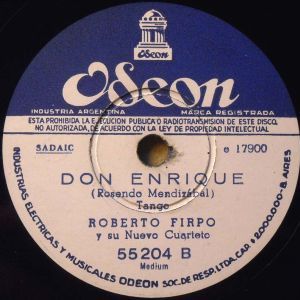 Odeon
Odeon
INDUSTRIA ARGENTINA MARCA REGISTRADA
ESTA PROHIBIDA LA EJECUCION PUBLICA O RADIOTRANSMISION DE ESTE DISCO,
NO AUTORIZADA, DE ACUERDO CON LA LEY DE PROPIEDAD INTELECTUAL
SADAIC e 17900
DON ENRIQUE
(Rosendo Mendizábal)
Tango
ROBERTO FIRPO
y su Nuevo Cuarteto
55204 B
Medium
INDUSTRIAS ELECTRICAS Y MUSICALES ODEON SOC. DE RESP. LTDA. CAP. $ 2.000.000 - B. AIRES